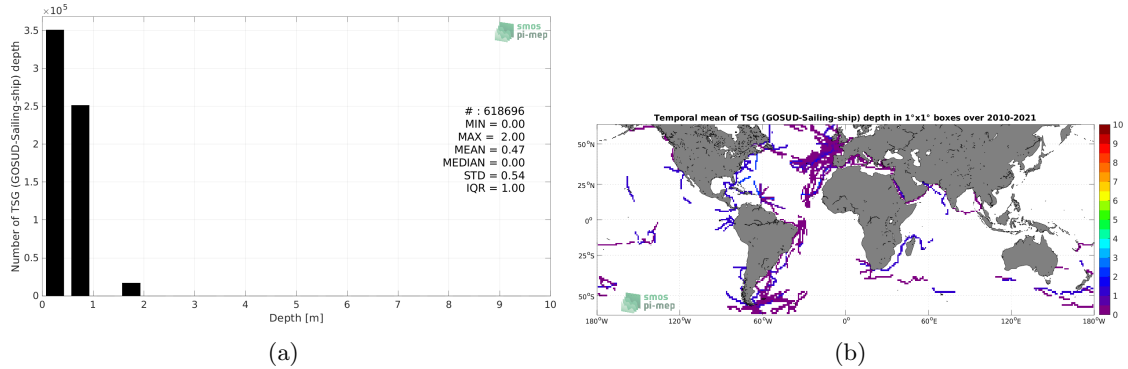 ×10⁵
3.5
3
2.5
2
1.5
1
0.5
0
Number of TSG (GOSUD-Sailing-ship) depth
smos
pi-mep
# : 618696
MIN = 0.00
MAX = 2.00
MEAN = 0.47
MEDIAN = 0.00
STD = 0.54
IQR = 1.00
1 2 3 4 5 6 7 8 9 10
Depth [m]
(a)
Temporal mean of TSG (GOSUD-Sailing-ship) depth in 1°x1° boxes over 2010-2021
50°N
25°N
0°
25°S
50°S
smos
pi-mep
180°W 120°W 60°W 0° 60°E 120°E 180°W
10
9
8
7
6
5
4
3
2
1
0
(b)